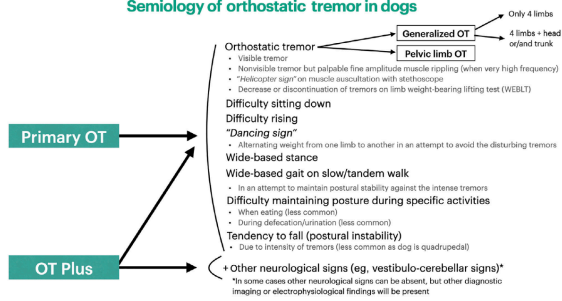 Semiology of orthostatic tremor in dogs
Only 4 limbs
Generalized OT
4 limbs + head
or/and trunk
Orthostatic tremor
Pelvic limb OT
• Visible tremor
• Nonvisible tremor but palpable fine amplitude muscle rippling (when very high frequency)
• "Helicopter sign" on muscle auscultation with stethoscope
• Decrease or discontinuation of tremors on limb weight-bearing lifting test (WEBLT)
Difficulty sitting down
Difficulty rising
"Dancing sign"
• Alternating weight from one limb to another in an attempt to avoid the disturbing tremors
Primary OT
Wide-based stance
Wide-based gait on slow/tandem walk
• In an attempt to maintain postural stability against the intense tremors
Difficulty maintaining posture during specific activities
• When eating (less common)
• During defecation/urination (less common)
Tendency to fall (postural instability)
• Due to intensity of tremors (less common as dog is quadrupedal)
OT Plus
+ Other neurological signs (eg, vestibulo-cerebellar signs)*
*In some cases other neurological signs can be absent, but other diagnostic
imaging or electrophysiological findings will be present